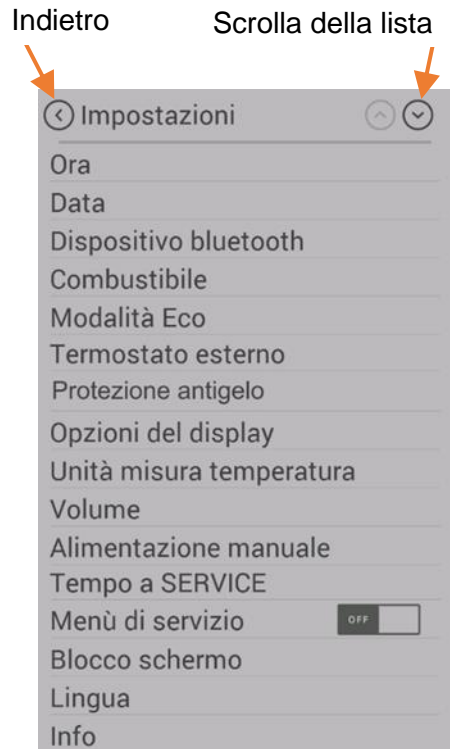 Indietro
Scrolla della lista
Impostazioni
Ora
Data
Dispositivo bluetooth
Combustibile
Modalità Eco
Termostato esterno
Protezione antigelo
Opzioni del display
Unità misura temperatura
Volume
Alimentazione manuale
Tempo a SERVICE
Menù di servizio OFF
Blocco schermo
Lingua
Info